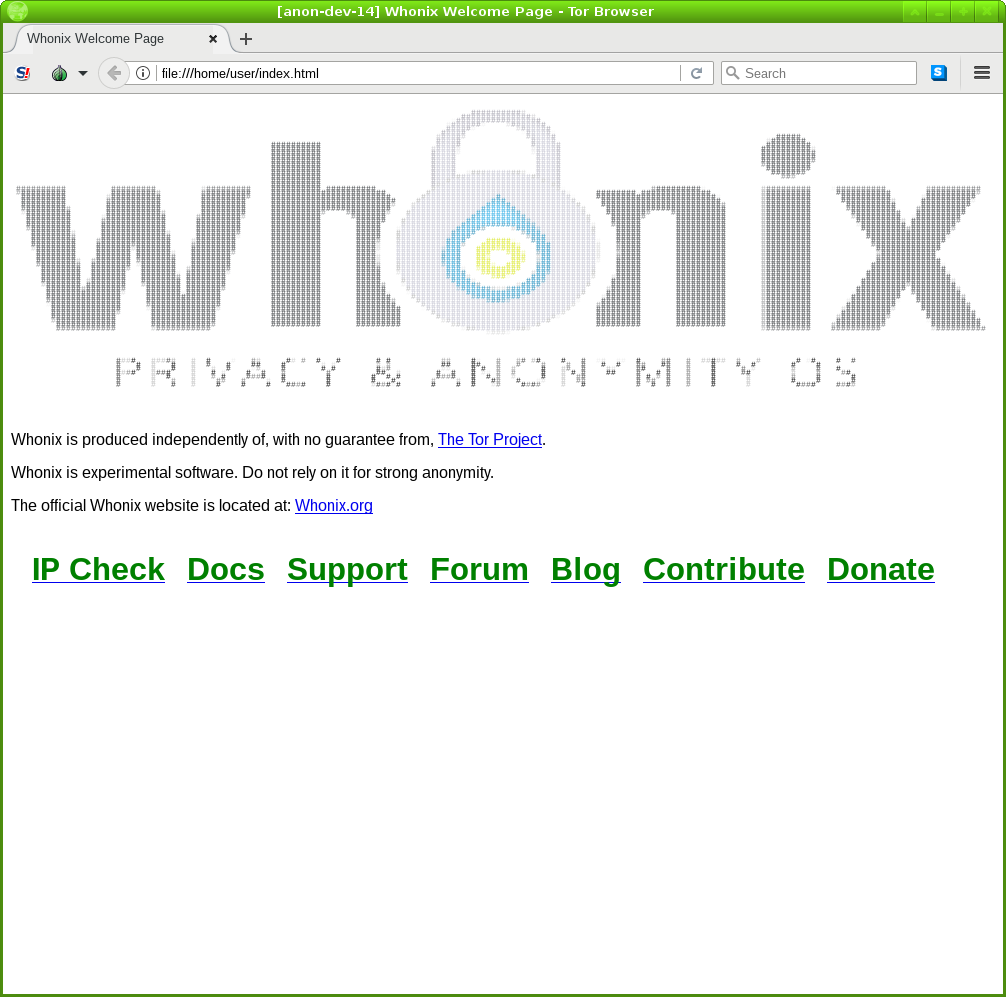 [anon-dev-14] Whonix Welcome Page - Tor Browser
Whonix Welcome Page
S!
file:///home/user/index.html
Search
S
whonix
PRIVACY & ANONYMITY OS
Whonix is produced independently of, with no guarantee from, The Tor Project.
Whonix is experimental software. Do not rely on it for strong anonymity.
The official Whonix website is located at: Whonix.org
IP Check Docs Support Forum Blog Contribute Donate